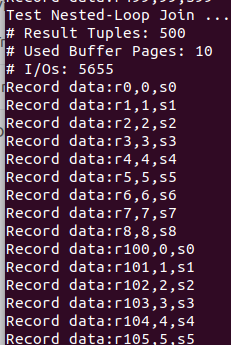 Test Nested-Loop Join ...
# Result Tuples: 500
# Used Buffer Pages: 10
# I/Os: 5655
Record data:r0,0,s0
Record data:r1,1,s1
Record data:r2,2,s2
Record data:r3,3,s3
Record data:r4,4,s4
Record data:r5,5,s5
Record data:r6,6,s6
Record data:r7,7,s7
Record data:r8,8,s8
Record data:r100,0,s0
Record data:r101,1,s1
Record data:r102,2,s2
Record data:r103,3,s3
Record data:r104,4,s4
Record data:r105,5,s5